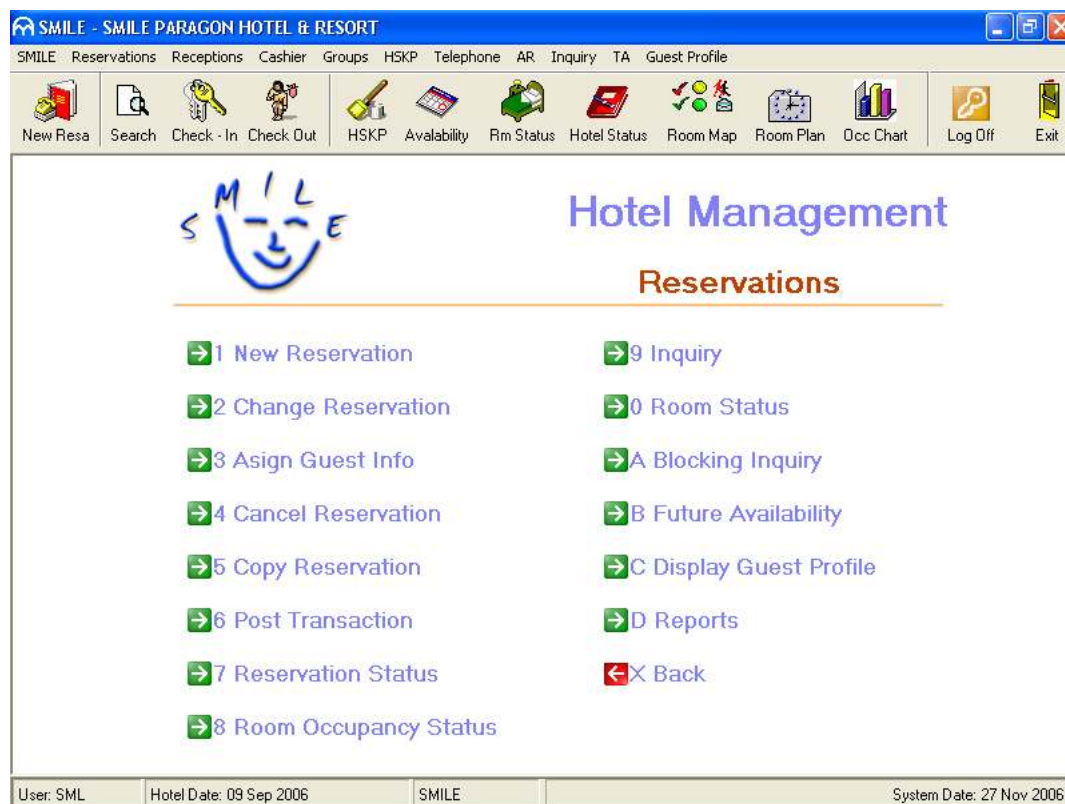 SMILE - SMILE PARAGON HOTEL & RESORT
SMILE Reservations Receptions Cashier Groups HSKP Telephone AR Inquiry TA Guest Profile
New Resa Search Check - In Check Out HSKP Avalability Rm Status Hotel Status Room Map Room Plan Occ Chart Log Off Exit
SMILE
Hotel Management
Reservations
1 New Reservation
2 Change Reservation
3 Asign Guest Info
4 Cancel Reservation
5 Copy Reservation
6 Post Transaction
7 Reservation Status
8 Room Occupancy Status
9 Inquiry
0 Room Status
A Blocking Inquiry
B Future Availability
C Display Guest Profile
D Reports
X Back
User: SML Hotel Date: 09 Sep 2006 SMILE System Date: 27 Nov 2006